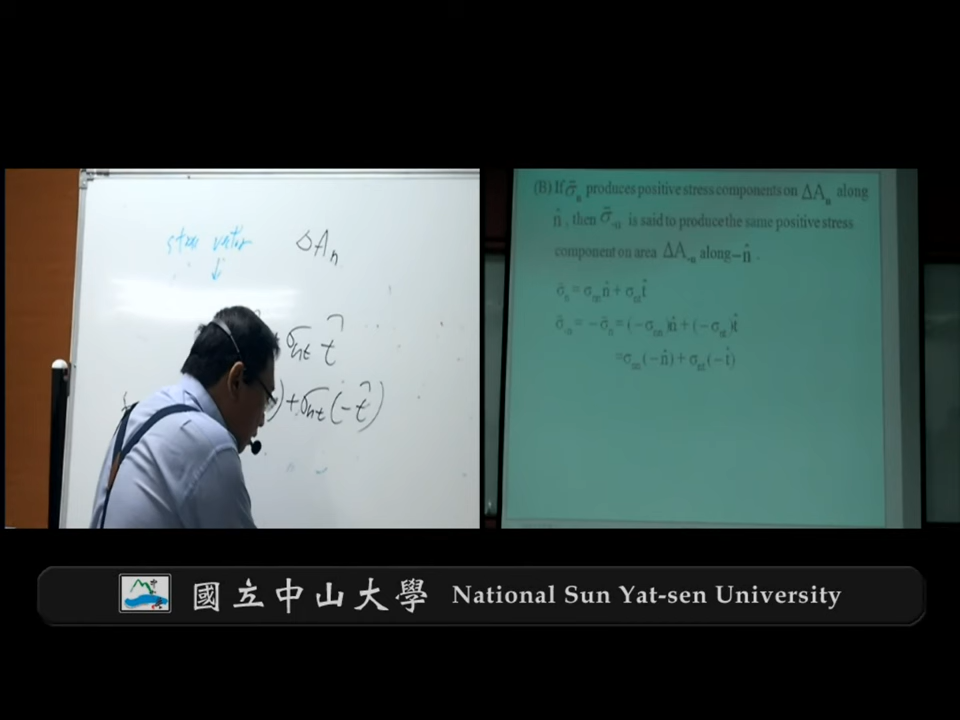 stress vector
ΔAₙ
σₙₜ t̂
) + σₙₜ(-t̂)
(B) If σ̄ₙ produces positive stress components on ΔAₙ along
n̂, then σ̄₋ₙ is said to produce the same positive stress
component on area ΔA₋ₙ along -n̂.
σ̄ₙ = σₙₙn̂ + σₙₜt̂
σ̄₋ₙ = -σ̄ₙ = (-σₙₙ)n̂ + (-σₙₜ)t̂
=σₙₙ(-n̂) + σₙₜ(-t̂)
國立中山大學 National Sun Yat-sen University